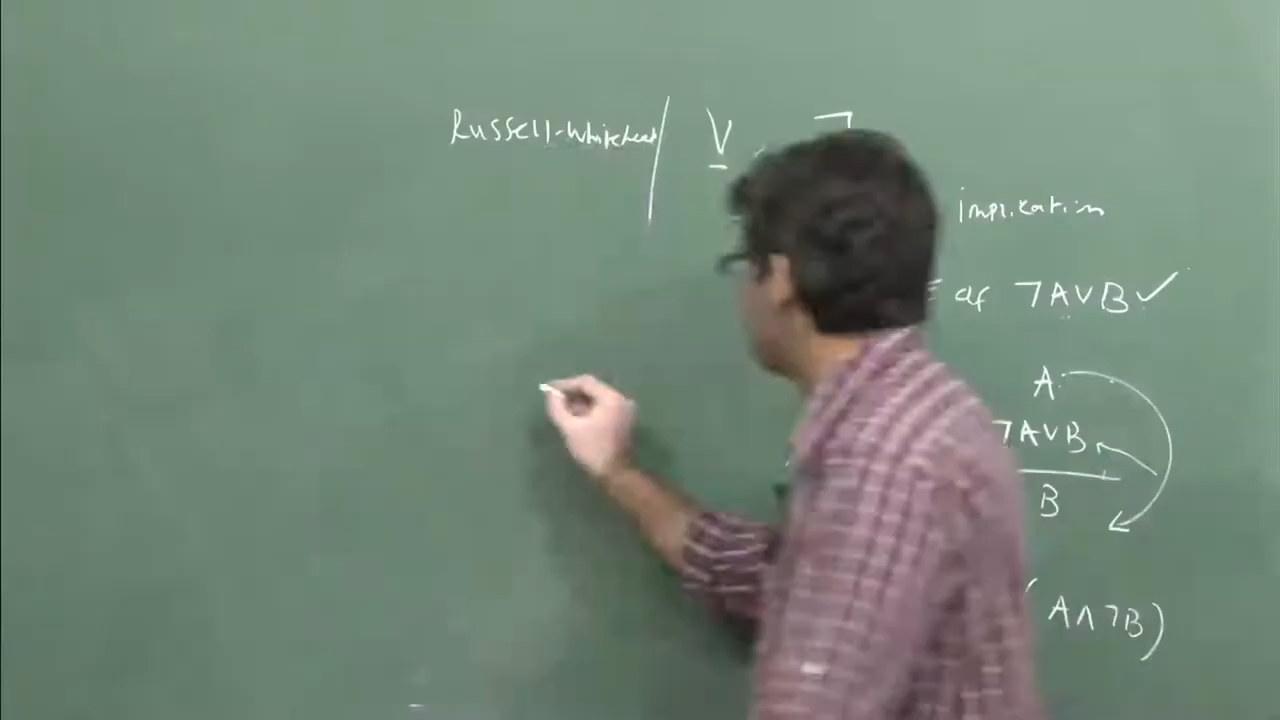 Russell-Whitehead V , ¬
implication
df ¬A∨B ✓
A
¬A∨B
B
(A∧¬B)